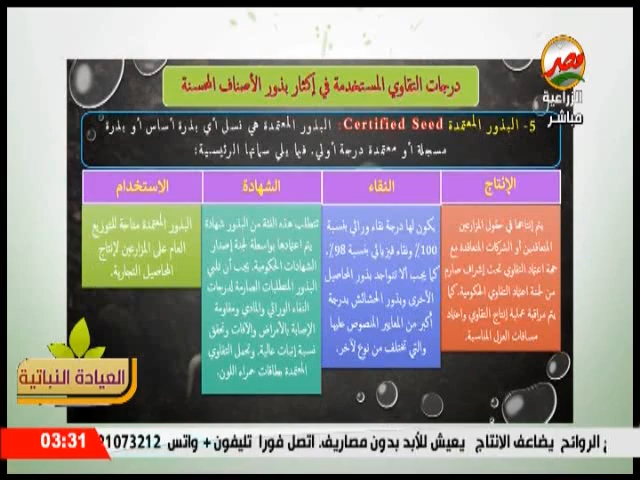 مصر
الزراعية
مباشر
درجات التقاوي المستخدمة في إكثار بذور الأصناف المحسنة
5- البذور المعتمدة Certified Seed: البذور المعتمدة هي نسل أي بذرة أساس أو بذرة
مسجلة أو معتمدة درجة أولي. فيما يلي سماتها الرئيسية:
الإنتاج
يتم إنتاجها في حقول المزارعين
المتعاقدين أو الشركات المتعاقدة مع
جهة اعتماد التقاوي تحت إشراف صارم
من لجنة اعتماد التقاوي الحكومية. كما
يتم مراقبة عملية إنتاج التقاوي واعتماد
مسافات العزل المناسبة.
النقاء
يكون لها درجة نقاء وراثي بنسبة
100٪ ونقاء فيزيائي بنسبة 98٪.
كما يجب الا تتواجد بذور المحاصيل
الأخرى وبذور الحشائش بدرجة
أكبر من المعايير المنصوص عليها
والتي تختلف من نوع لآخر.
الشهادة
تتطلب هذه الفئة من البذور شهادة
يتم اعتمادها بواسطة لجنة إصدار
الشهادات الحكومية. يجب أن تلبي
البذور المتطلبات الصارمة لدرجات
النقاء الوراثي والمادي ومقاومة
الإصابة بالأمراض والآفات وتحقق
نسبة إنبات عالية. وتحمل التقاوي
المعتمدة بطاقات حمراء اللون.
الاستخدام
البذور المعتمدة متاحة للتوزيع
العام على المزارعين لإنتاج
المحاصيل التجارية.
العيادة النباتية
ع الروائح يضاعف الانتاج يعيش للأبد بدون مصاريف. اتصل فورا تليفون+ واتس 21073212
03:31